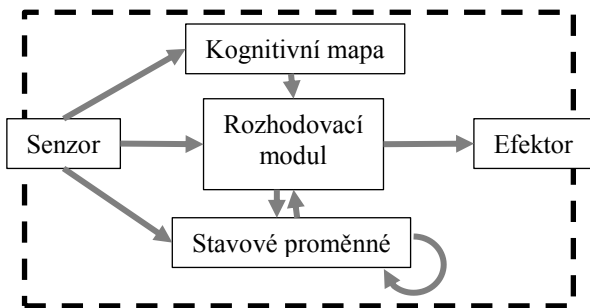 Kognitivní mapa
Senzor
Rozhodovací
modul
Efektor
Stavové proměnné